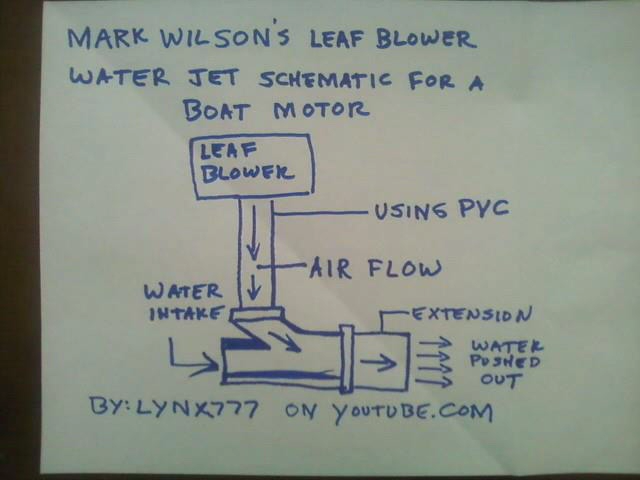 MARK WILSON'S LEAF BLOWER
WATER JET SCHEMATIC FOR A
BOAT MOTOR
LEAF
BLOWER
USING PVC
AIR FLOW
WATER
INTAKE
EXTENSION
WATER
PUSHED
OUT
BY: LYNX777 ON YOUTUBE.COM